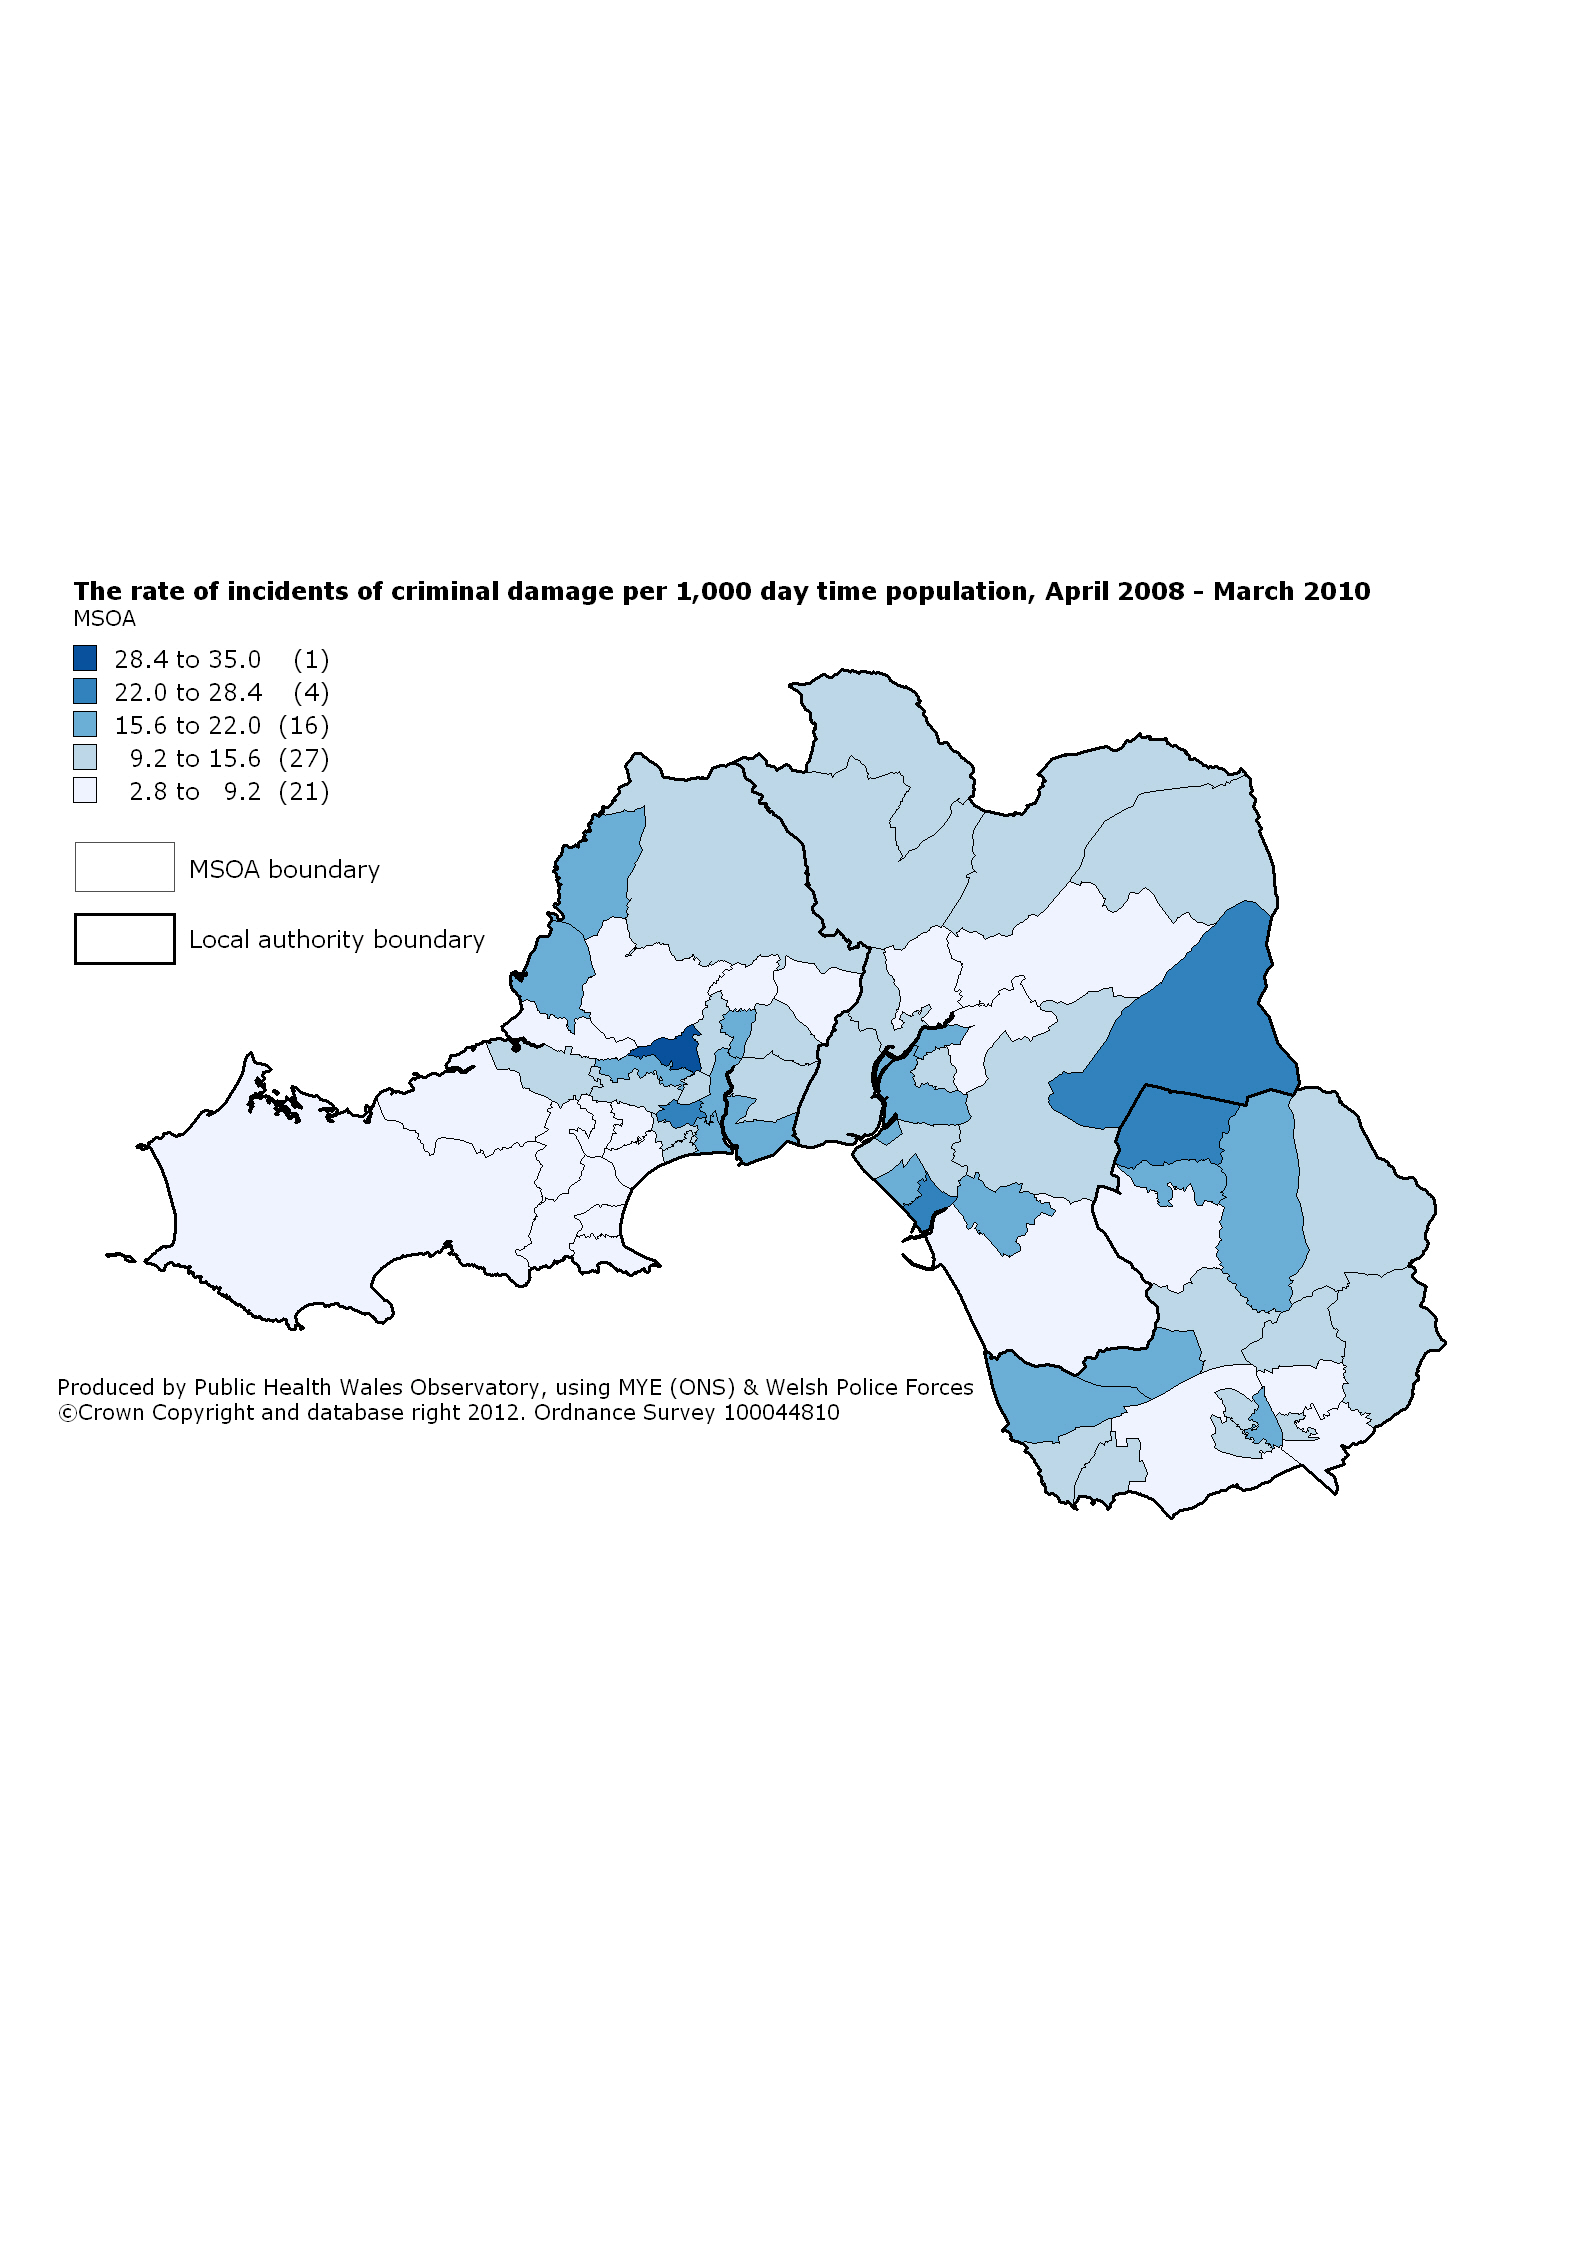 The rate of incidents of criminal damage per 1,000 day time population, April 2008 - March 2010
MSOA
28.4 to 35.0 (1)
22.0 to 28.4 (4)
15.6 to 22.0 (16)
9.2 to 15.6 (27)
2.8 to 9.2 (21)
MSOA boundary
Local authority boundary
Produced by Public Health Wales Observatory, using MYE (ONS) & Welsh Police Forces
©Crown Copyright and database right 2012. Ordnance Survey 100044810